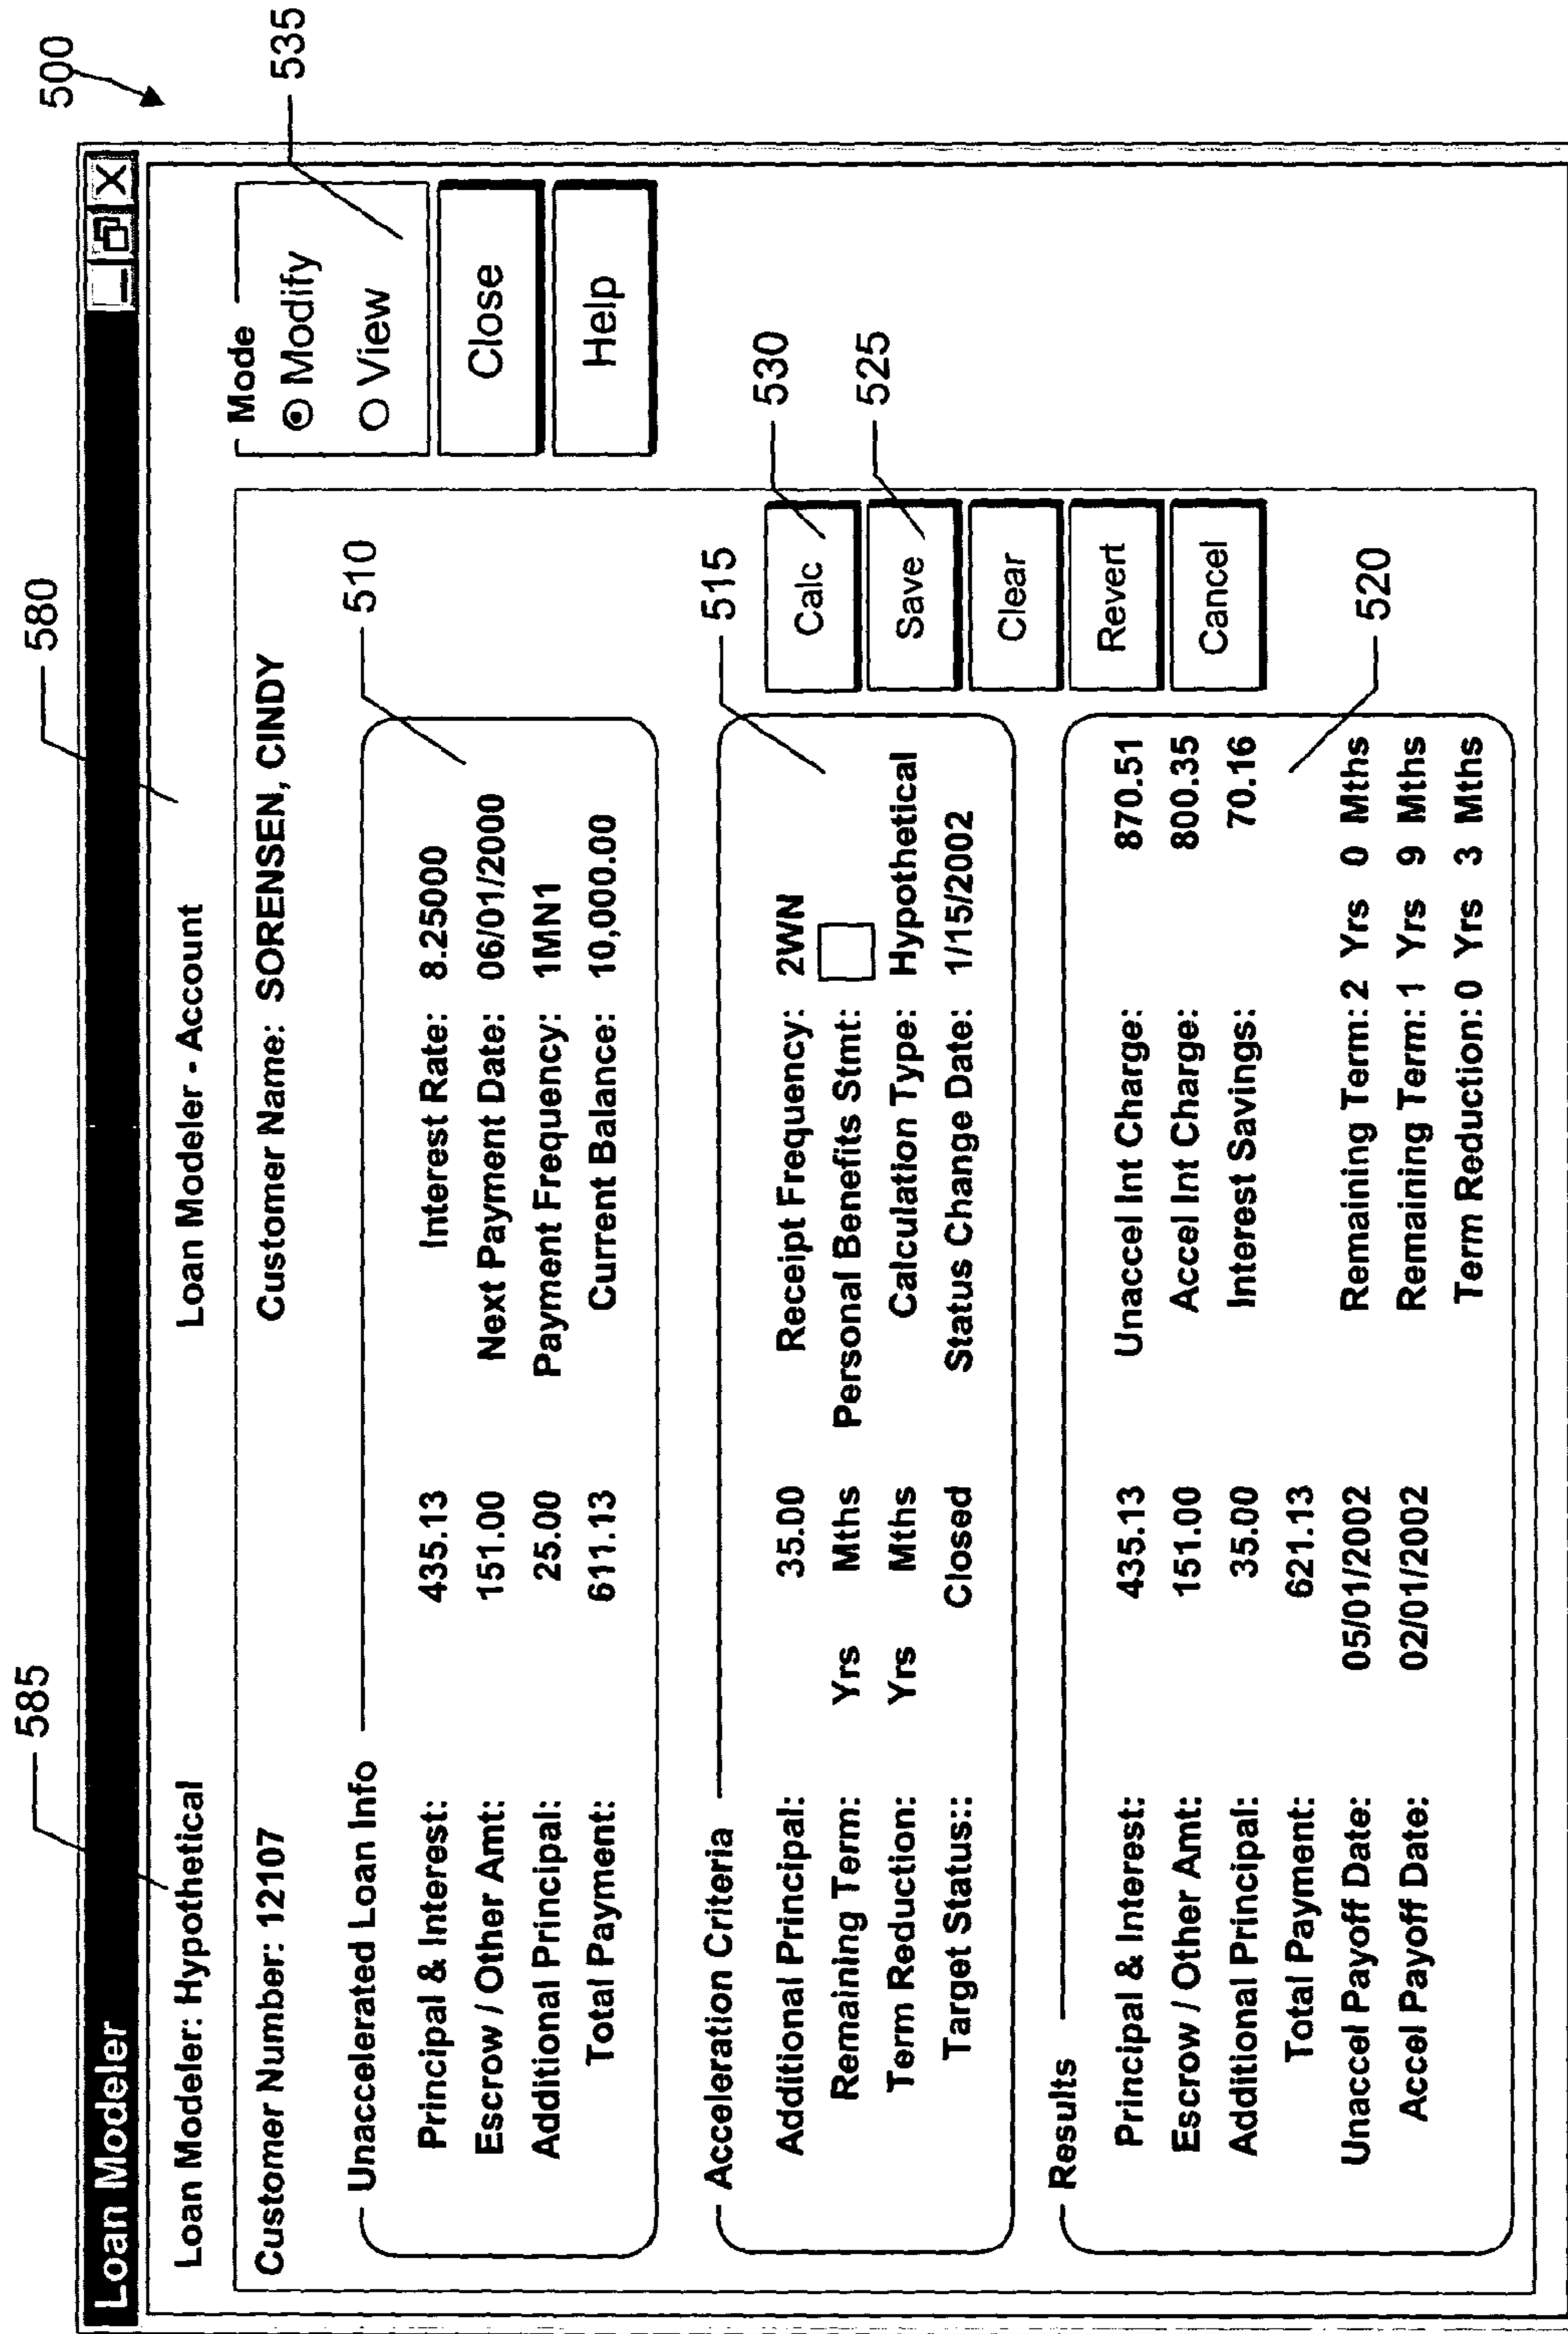 500
585
580
535
Loan Modeler
Loan Modeler: Hypothetical Loan Modeler - Account
Customer Number: 12107 Customer Name: SORENSEN, CINDY
Mode
Modify
View
Close
Help
Unaccelerated Loan Info
510
Principal & Interest: 435.13 Interest Rate: 8.25000
Escrow / Other Amt: 151.00 Next Payment Date: 06/01/2000
Additional Principal: 25.00 Payment Frequency: 1MN1
Total Payment: 611.13 Current Balance: 10,000.00
Acceleration Criteria
515
530
525
Additional Principal: 35.00 Receipt Frequency: 2WN
Remaining Term: Yrs Mths Personal Benefits Stmt:
Term Reduction: Yrs Mths Calculation Type: Hypothetical
Target Status:: Closed Status Change Date: 1/15/2002
Calc
Save
Clear
Revert
Cancel
Results
520
Principal & Interest: 435.13 Unaccel Int Charge: 870.51
Escrow / Other Amt: 151.00 Accel Int Charge: 800.35
Additional Principal: 35.00 Interest Savings: 70.16
Total Payment: 621.13
Unaccel Payoff Date: 05/01/2002 Remaining Term: 2 Yrs 0 Mths
Accel Payoff Date: 02/01/2002 Remaining Term: 1 Yrs 9 Mths
Term Reduction: 0 Yrs 3 Mths